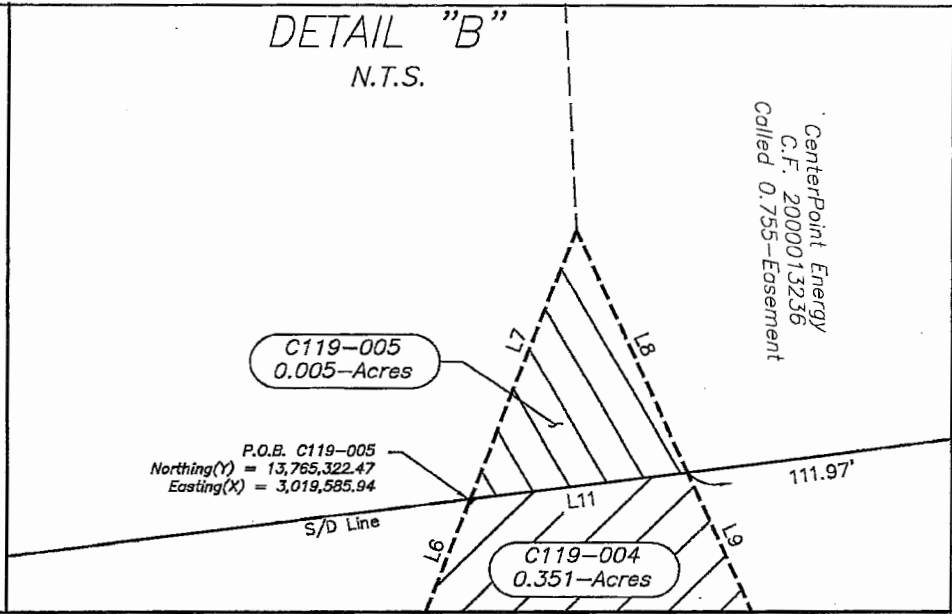 DETAIL "B"
N.T.S.
CenterPoint Energy
C.F. 2000013236
Called 0.755-Easement
L7
L8
C119-005
0.005-Acres
P.O.B. C119-005
Northing(Y) = 13,765,322.47
Easting(X) = 3,019,585.94
S/D Line
L11
111.97'
L6
L9
C119-004
0.351-Acres